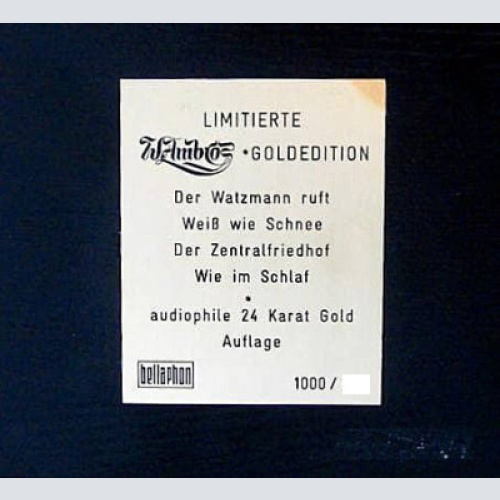 LIMITIERTE
W. Ambros • GOLDEDITION
Der Watzmann ruft
Weiß wie Schnee
Der Zentralfriedhof
Wie im Schlaf
•
audiophile 24 Karat Gold
Auflage
bellaphon 1000 /